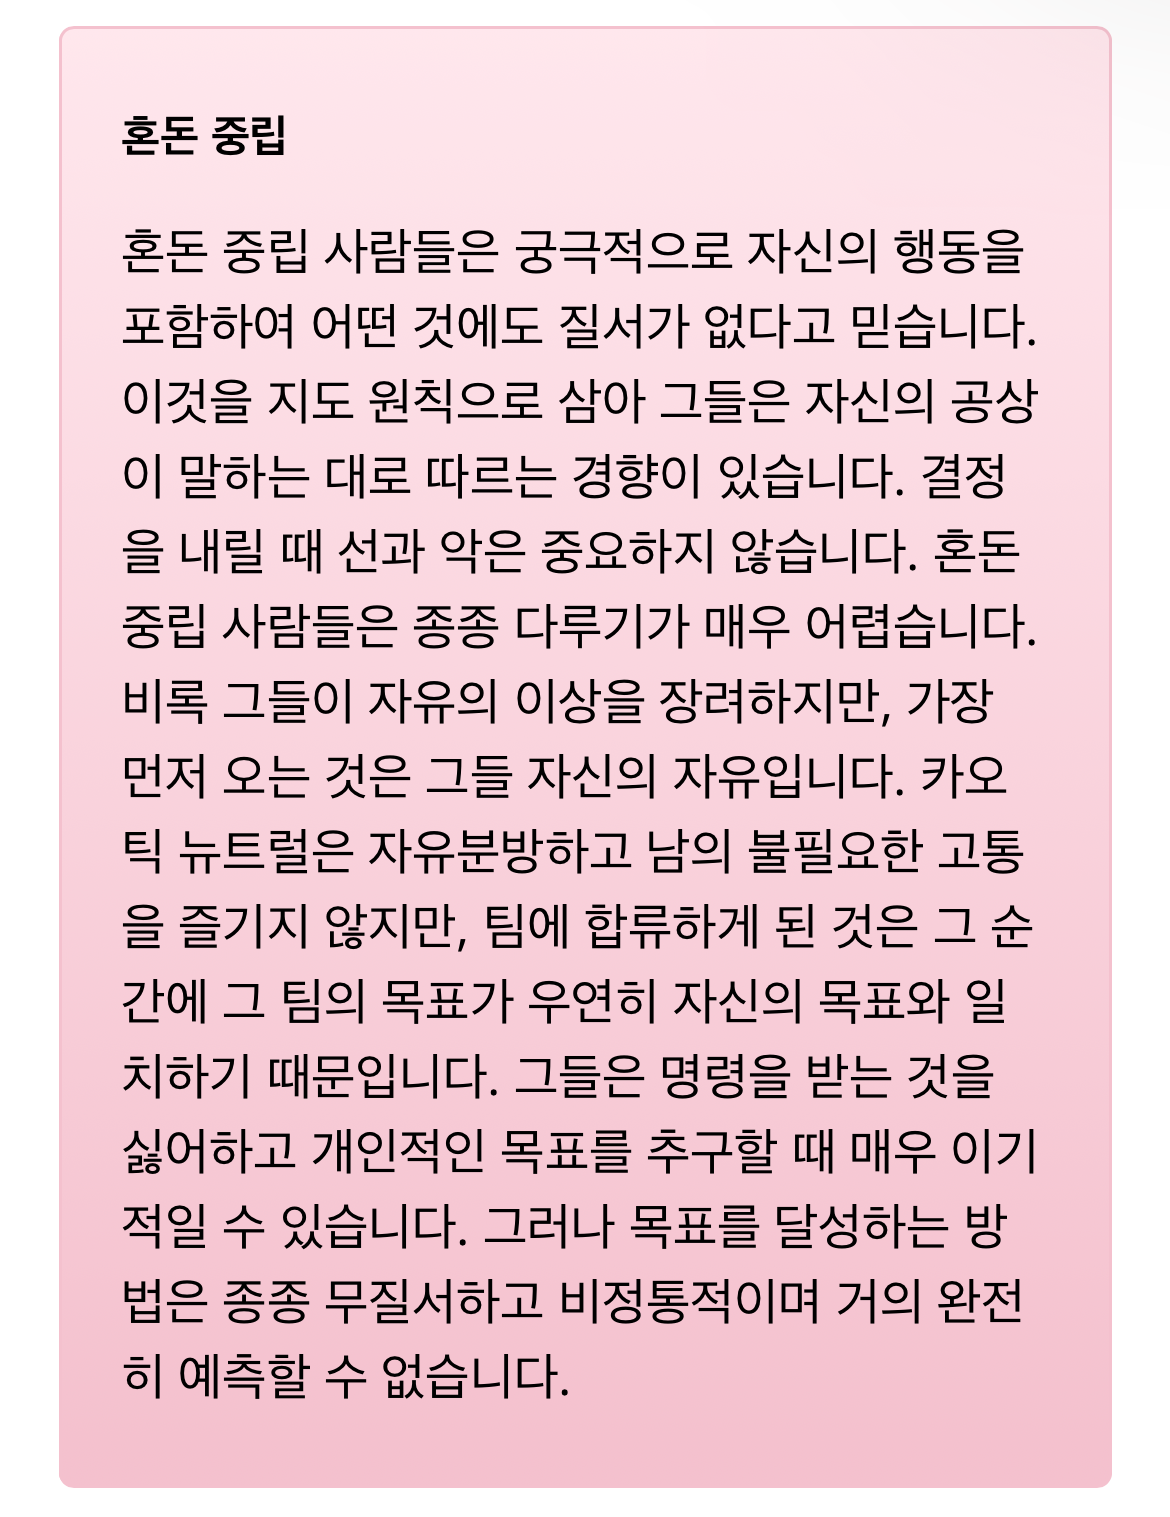 혼돈 중립
혼돈 중립 사람들은 궁극적으로 자신의 행동을
포함하여 어떤 것에도 질서가 없다고 믿습니다.
이것을 지도 원칙으로 삼아 그들은 자신의 공상
이 말하는 대로 따르는 경향이 있습니다. 결정
을 내릴 때 선과 악은 중요하지 않습니다. 혼돈
중립 사람들은 종종 다루기가 매우 어렵습니다.
비록 그들이 자유의 이상을 장려하지만, 가장
먼저 오는 것은 그들 자신의 자유입니다. 카오
틱 뉴트럴은 자유분방하고 남의 불필요한 고통
을 즐기지 않지만, 팀에 합류하게 된 것은 그 순
간에 그 팀의 목표가 우연히 자신의 목표와 일
치하기 때문입니다. 그들은 명령을 받는 것을
싫어하고 개인적인 목표를 추구할 때 매우 이기
적일 수 있습니다. 그러나 목표를 달성하는 방
법은 종종 무질서하고 비정통적이며 거의 완전
히 예측할 수 없습니다.